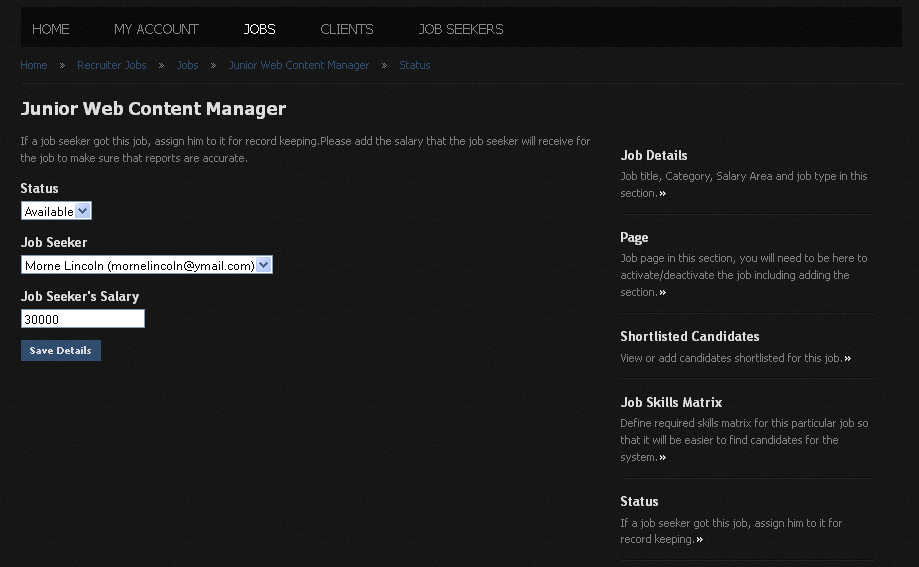 HOME MY ACCOUNT JOBS CLIENTS JOB SEEKERS
Home » Recruiter Jobs » Jobs » Junior Web Content Manager » Status
Junior Web Content Manager
If a job seeker got this job, assign him to it for record keeping.Please add the salary that the job seeker will receive for
the job to make sure that reports are accurate.
Status
Available
Job Seeker
Morne Lincoln (mornelincoln@ymail.com)
Job Seeker's Salary
30000
Save Details
Job Details
Job title, Category, Salary Area and job type in this
section. »
Page
Job page in this section, you will need to be here to
activate/deactivate the job including adding the
section. »
Shortlisted Candidates
View or add candidates shortlisted for this job. »
Job Skills Matrix
Define required skills matrix for this particular job so
that it will be easier to find candidates for the
system. »
Status
If a job seeker got this job, assign him to it for
record keeping. »